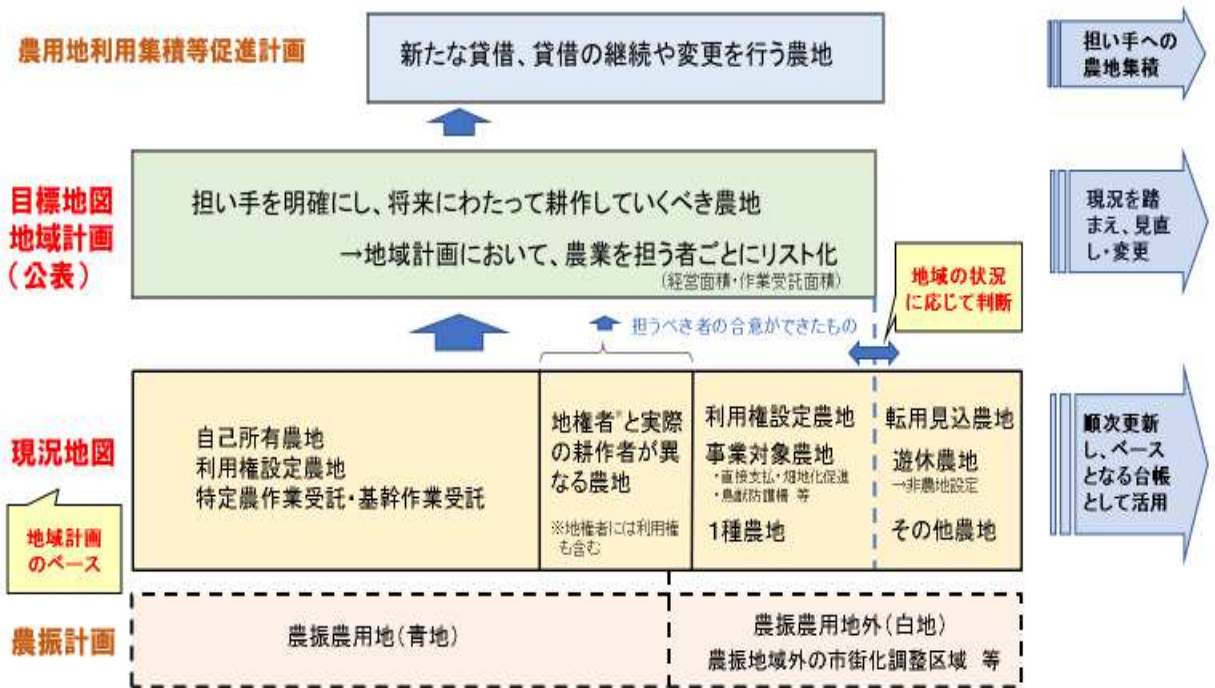 農用地利用集積等促進計画
新たな貸借、貸借の継続や変更を行う農地
担い手への
農地集積
目標地図
地域計画
(公表)
担い手を明確にし、将来にわたって耕作していくべき農地
→地域計画において、農業を担う者ごとにリスト化
(経営面積・作業受託面積)
現況を踏
まえ、見直
し・変更
地域の状況
に応じて判断
担うべき者の合意ができたもの
現況地図
地域計画
のベース
自己所有農地
利用権設定農地
特定農作業受託・基幹作業受託
地権者※と実際
の耕作者が異
なる農地
※地権者には利用権
も含む
利用権設定農地
事業対象農地
・直接支払・畑地化促進
・鳥獣防護柵 等
1種農地
転用見込農地
遊休農地
→非農地設定
その他農地
順次更新
し、ベース
となる台帳
として活用
農振計画
農振農用地(青地)
農振農用地外(白地)
農振地域外の市街化調整区域 等